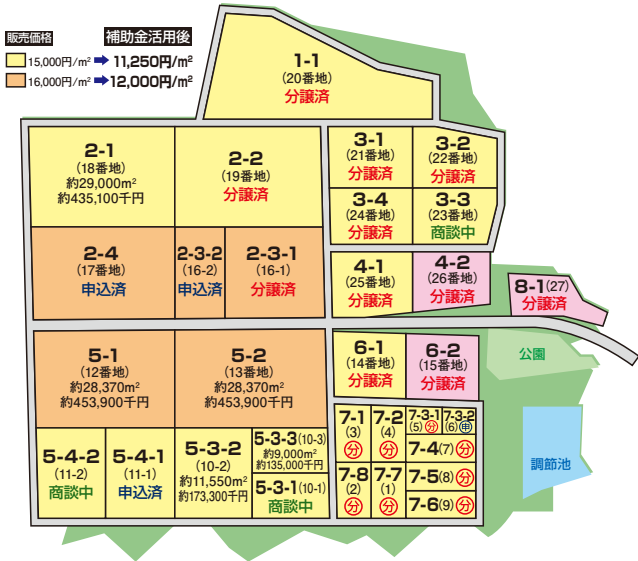 販売価格
補助金活用後
15,000円/m² ➡ 11,250円/m²
16,000円/m² ➡ 12,000円/m²
1-1
(20番地)
分譲済
2-1
(18番地)
約29,000m²
約435,100千円
2-2
(19番地)
分譲済
3-1
(21番地)
分譲済
3-2
(22番地)
分譲済
3-4
(24番地)
分譲済
3-3
(23番地)
商談中
2-4
(17番地)
申込済
2-3-2
(16-2)
申込済
2-3-1
(16-1)
分譲済
4-1
(25番地)
分譲済
4-2
(26番地)
分譲済
8-1(27)
分譲済
5-1
(12番地)
約28,370m²
約453,900千円
5-2
(13番地)
約28,370m²
約453,900千円
6-1
(14番地)
分譲済
6-2
(15番地)
分譲済
公園
5-4-2
(11-2)
商談中
5-4-1
(11-1)
申込済
5-3-2
(10-2)
約11,550m²
約173,300千円
5-3-3(10-3)
約9,000m²
約135,000千円
5-3-1(10-1)
商談中
7-1
(3)
分
7-2
(4)
分
7-3-1
(5)分
7-3-2
(6)申
7-4(7)分
7-8
(2)
分
7-7
(1)
分
7-5(8)分
7-6(9)分
調節池